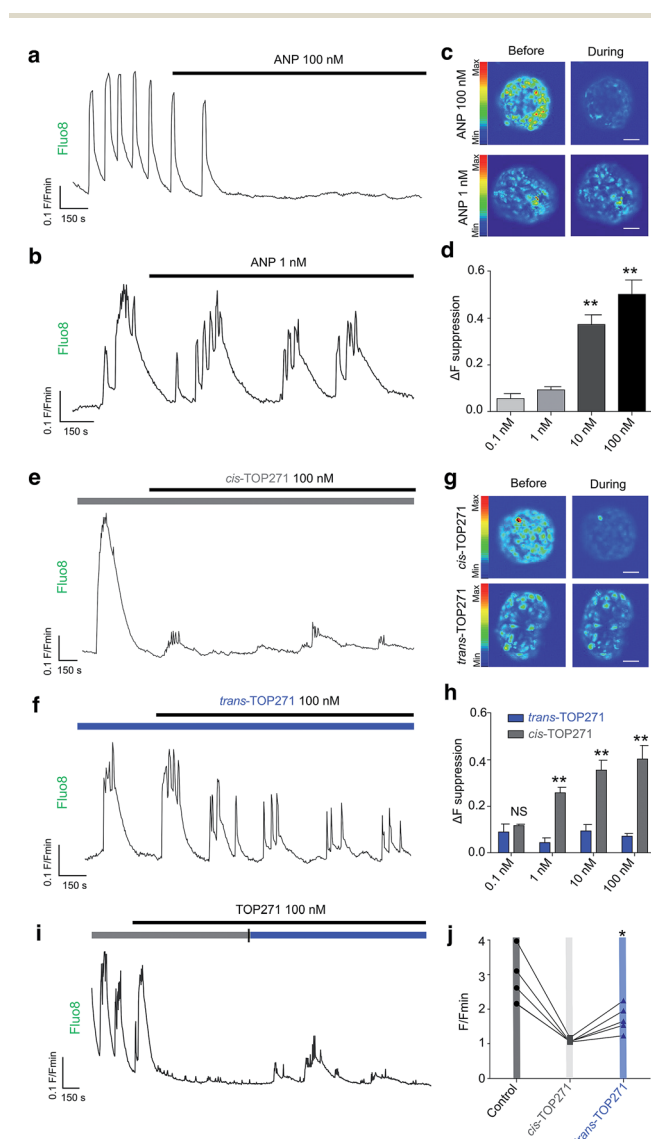 a
ANP 100 nM
Fluo8
0.1 F/Fmin
150 s
b
ANP 1 nM
Fluo8
0.1 F/Fmin
150 s
c
Before During
ANP 100 nM
Max
Min
ANP 1 nM
Max
Min
d
ΔF suppression
0.6
0.4
0.2
0.0
** **
0.1 nM 1 nM 10 nM 100 nM
e
cis-TOP271 100 nM
Fluo8
0.1 F/Fmin
150 s
f
trans-TOP271 100 nM
Fluo8
0.1 F/Fmin
150 s
g
Before During
cis-TOP271
Max
Min
trans-TOP271
Max
Min
h
trans-TOP271
cis-TOP271
ΔF suppression
0.6
0.4
0.2
0.0
NS ** ** **
0.1 nM 1 nM 10 nM 100 nM
i
TOP271 100 nM
Fluo8
0.1 F/Fmin
150 s
j
*
F/Fmin
4
3
2
1
0
Control cis-TOP271 trans-TOP271